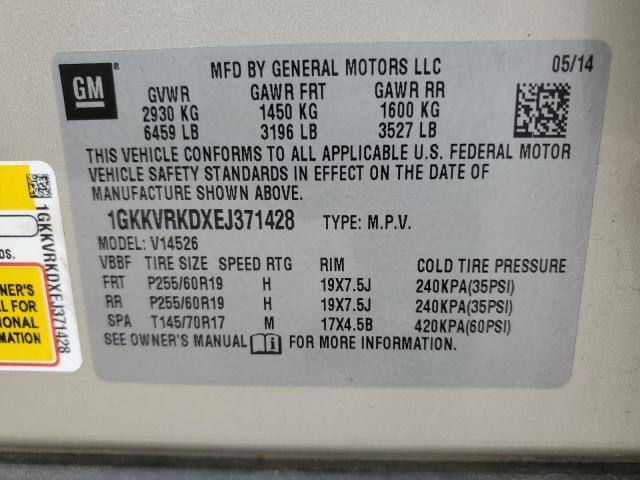 GM
MFD BY GENERAL MOTORS LLC 05/14
GVWR GAWR FRT GAWR RR
2930 KG 1450 KG 1600 KG
6459 LB 3196 LB 3527 LB
THIS VEHICLE CONFORMS TO ALL APPLICABLE U.S. FEDERAL MOTOR
VEHICLE SAFETY STANDARDS IN EFFECT ON THE DATE OF
MANUFACTURE SHOWN ABOVE.
1GKKVRKDXEJ371428 TYPE: M.P.V.
MODEL: V14526
VBBF TIRE SIZE SPEED RTG RIM COLD TIRE PRESSURE
FRT P255/60R19 H 19X7.5J 240KPA(35PSI)
RR P255/60R19 H 19X7.5J 240KPA(35PSI)
SPA T145/70R17 M 17X4.5B 420KPA(60PSI)
SEE OWNER'S MANUAL FOR MORE INFORMATION.
1GKKVRKDXEJ371428